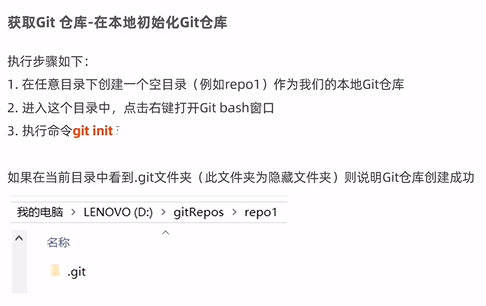 获取Git 仓库-在本地初始化Git仓库
执行步骤如下：
1. 在任意目录下创建一个空目录（例如repo1）作为我们的本地Git仓库
2. 进入这个目录中，点击右键打开Git bash窗口
3. 执行命令git init
如果在当前目录中看到.git文件夹（此文件夹为隐藏文件夹）则说明Git仓库创建成功
我的电脑 > LENOVO (D:) > gitRepos > repo1
名称
.git